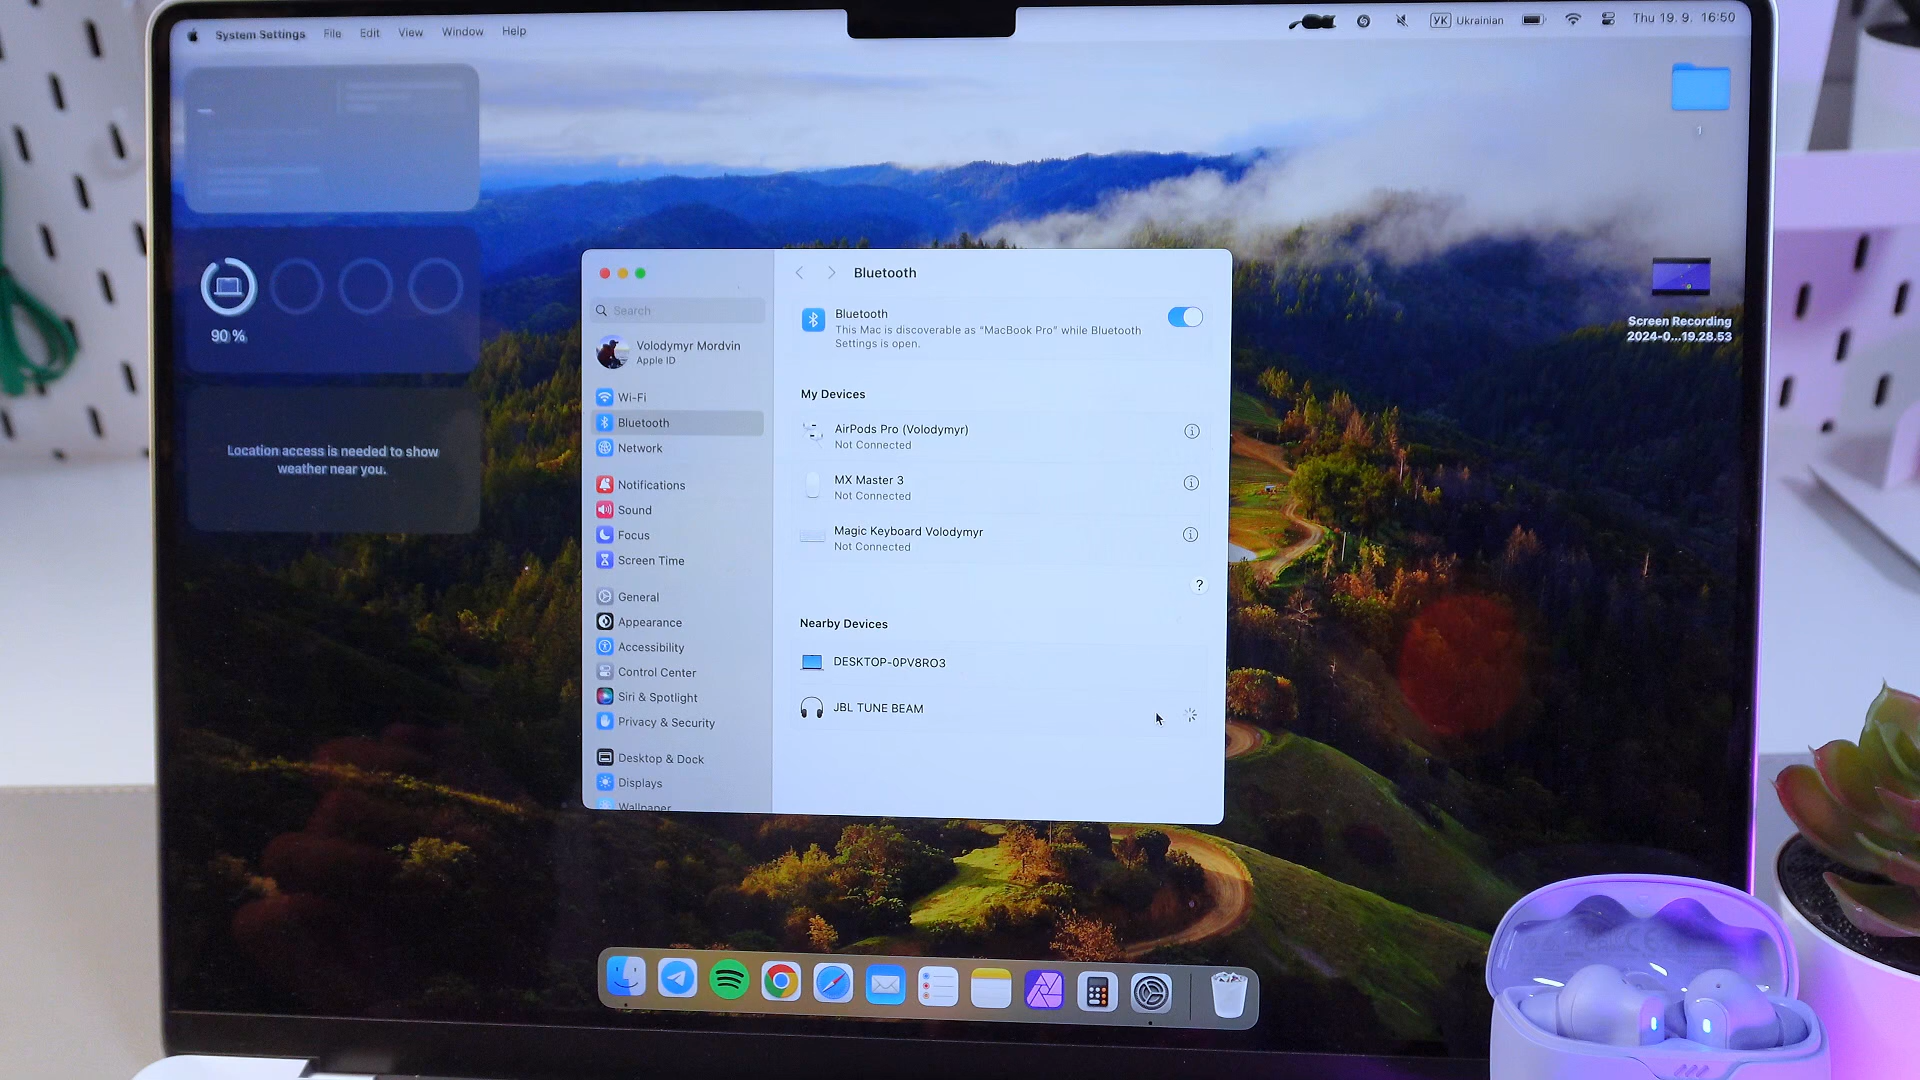 System Settings File Edit View Window Help
УК Ukrainian Thu 19. 9. 16:50
1
90 %
Location access is needed to show
weather near you.
Screen Recording
2024-0...19.28.53
Search
Volodymyr Mordvin
Apple ID
Wi-Fi
Bluetooth
Network
Notifications
Sound
Focus
Screen Time
General
Appearance
Accessibility
Control Center
Siri & Spotlight
Privacy & Security
Desktop & Dock
Displays
Wallpaper
Bluetooth
Bluetooth
This Mac is discoverable as “MacBook Pro” while Bluetooth
Settings is open.
My Devices
AirPods Pro (Volodymyr)
Not Connected
MX Master 3
Not Connected
Magic Keyboard Volodymyr
Not Connected
?
Nearby Devices
DESKTOP-0PV8RO3
JBL TUNE BEAM